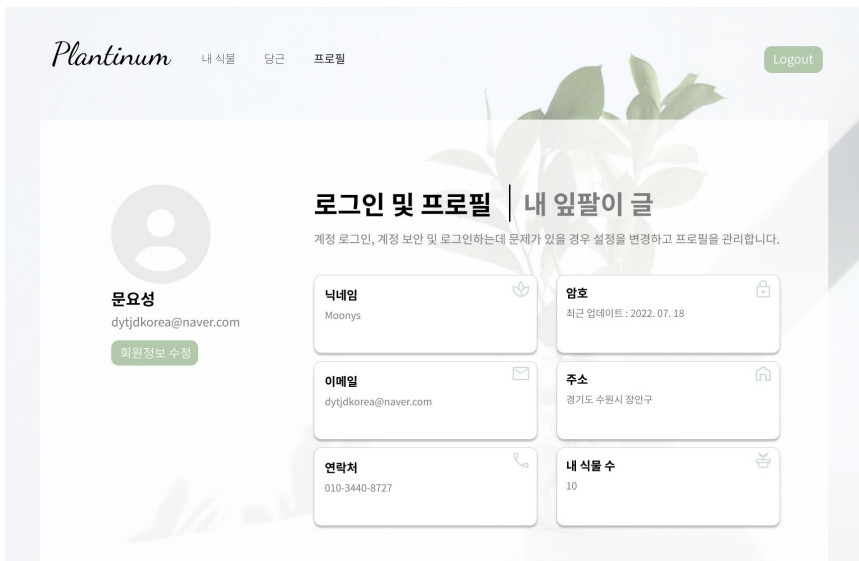 Plantinum 내 식물 당근 프로필 Logout
로그인 및 프로필 내 잎팔이 글
계정 로그인, 계정 보안 및 로그인하는데 문제가 있을 경우 설정을 변경하고 프로필을 관리합니다.
문요성
dytjdkorea@naver.com
회원정보 수정
닉네임
Moonys
암호
최근 업데이트 : 2022. 07. 18
이메일
dytjdkorea@naver.com
주소
경기도 수원시 장안구
연락처
010-3440-8727
내 식물 수
10